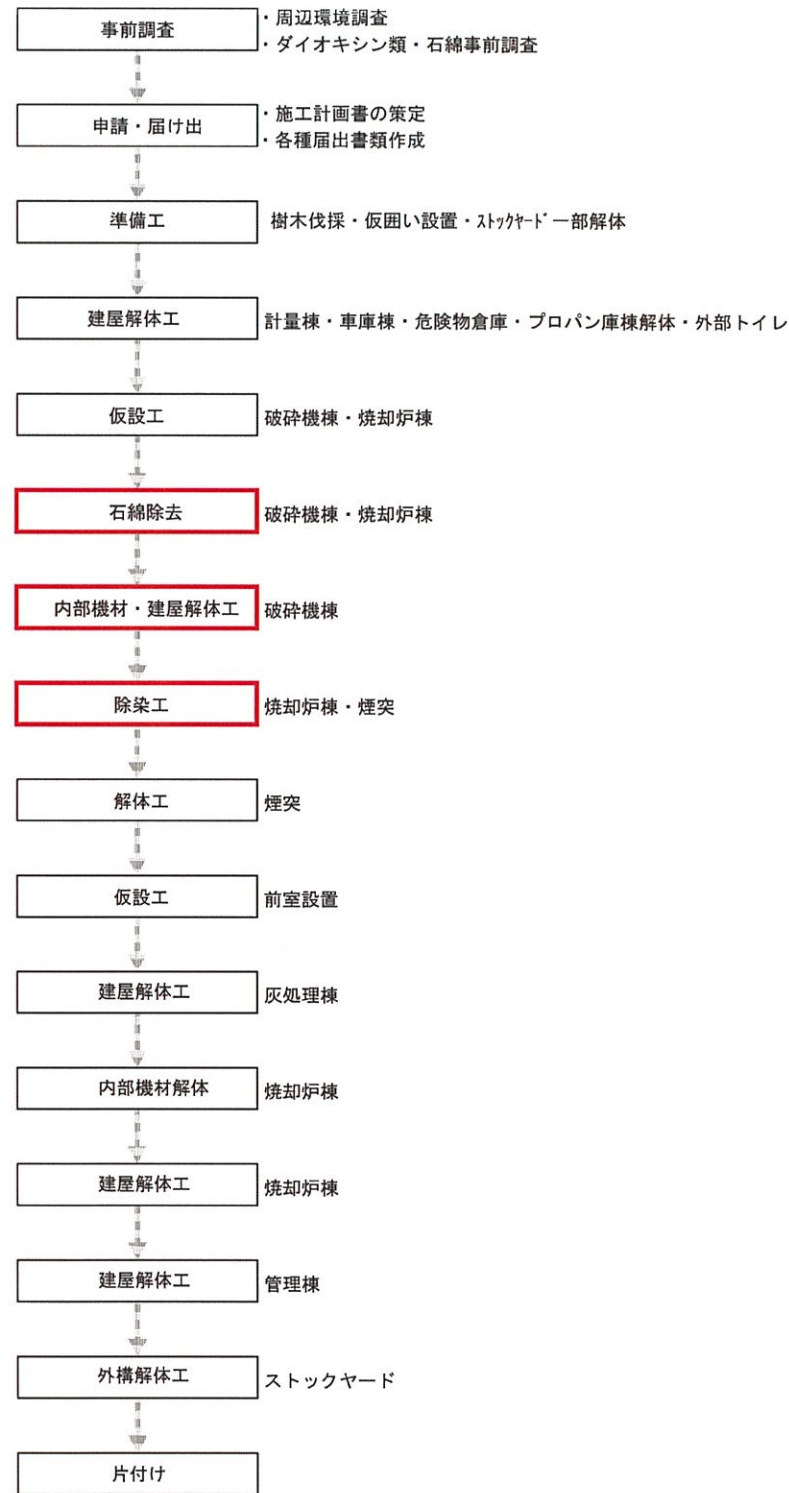 事前調査
・周辺環境調査
・ダイオキシン類・石綿事前調査
申請・届け出
・施工計画書の策定
・各種届出書類作成
準備工
樹木伐採・仮囲い設置・ｽﾄｯｸﾔｰﾄﾞ一部解体
建屋解体工
計量棟・車庫棟・危険物倉庫・プロパン庫棟解体・外部トイレ
仮設工
破砕機棟・焼却炉棟
石綿除去
破砕機棟・焼却炉棟
内部機材・建屋解体工
破砕機棟
除染工
焼却炉棟・煙突
解体工
煙突
仮設工
前室設置
建屋解体工
灰処理棟
内部機材解体
焼却炉棟
建屋解体工
焼却炉棟
建屋解体工
管理棟
外構解体工
ストックヤード
片付け